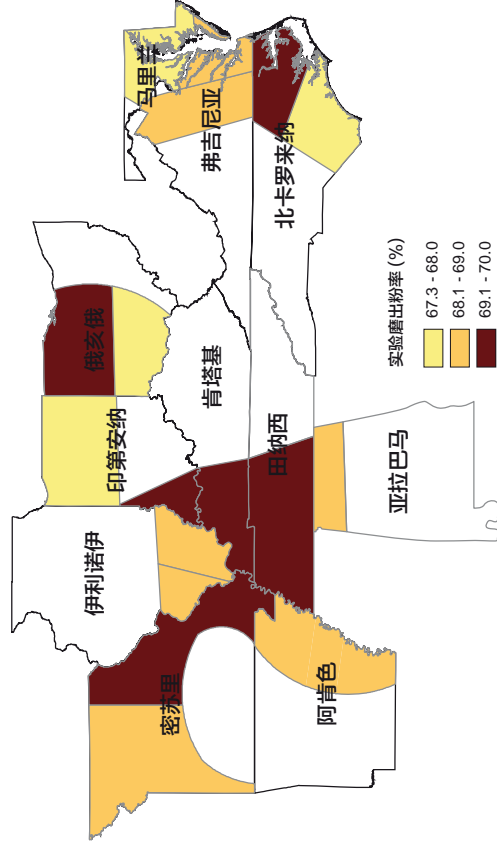 马里兰
弗吉尼亚
北卡罗来纳
俄亥俄
肯塔基
印第安纳
田纳西
伊利诺伊
亚拉巴马
密苏里
阿肯色
实验磨出粉率 (%)
67.3 - 68.0
68.1 - 69.0
69.1 - 70.0